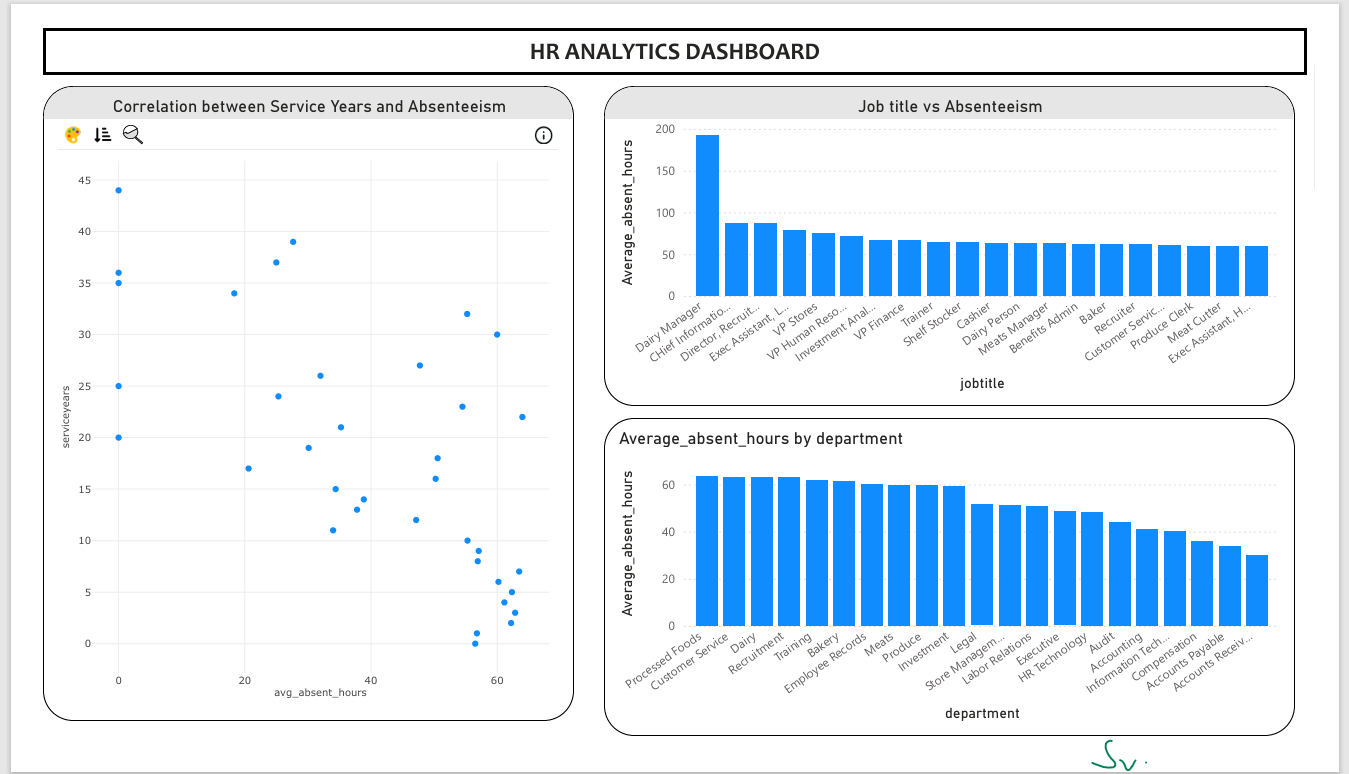 HR ANALYTICS DASHBOARD
Correlation between Service Years and Absenteeism
45
40
35
30
25
20
15
10
5
0
serviceyears
0 20 40 60
avg_absent_hours
Job title vs Absenteeism
Average_absent_hours
200
150
100
50
0
Dairy Manager
CHief Informatio...
Director, Recruit...
Exec Assistant, L...
VP Stores
VP Human Reso...
Investment Anal...
VP Finance
Trainer
Shelf Stocker
Cashier
Dairy Person
Meats Manager
Benefits Admin
Baker
Recruiter
Customer Servic...
Produce Clerk
Meat Cutter
Exec Assistant, H...
jobtitle
Average_absent_hours by department
Average_absent_hours
60
40
20
0
Processed Foods
Customer Service
Dairy
Recruitment
Training
Bakery
Employee Records
Meats
Produce
Investment
Legal
Store Managem...
Labor Relations
Executive
HR Technology
Audit
Accounting
Information Tech...
Compensation
Accounts Payable
Accounts Receiv...
department